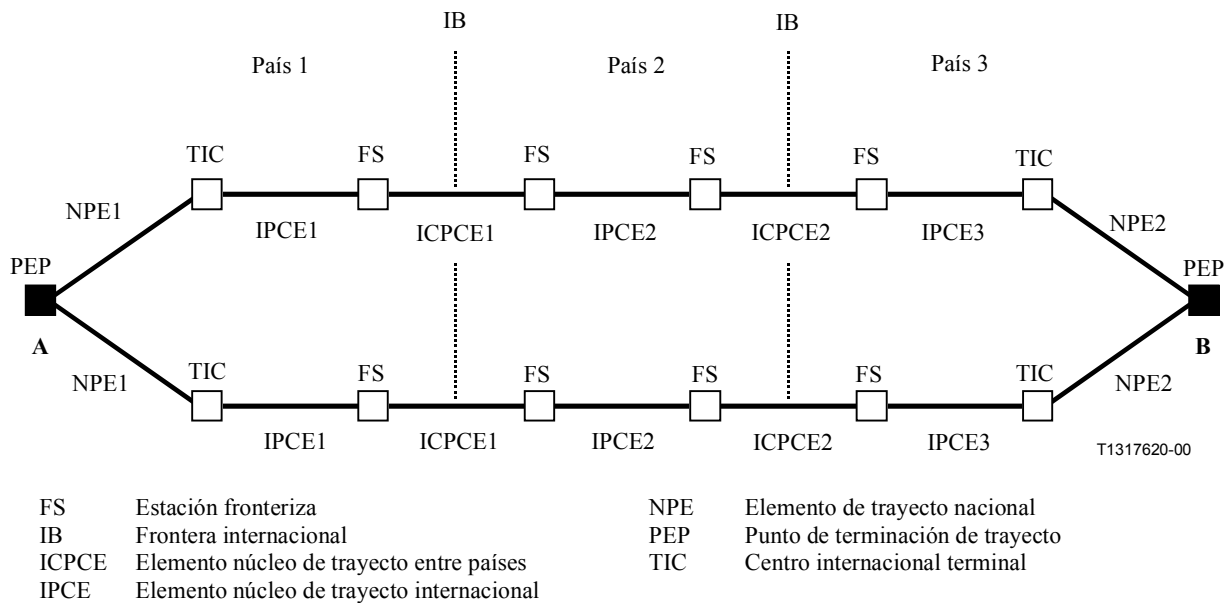 IB IB
País 1 País 2 País 3
TIC FS FS FS FS TIC
NPE1 NPE2
IPCE1 ICPCE1 IPCE2 ICPCE2 IPCE3
PEP PEP
A B
NPE1 NPE2
TIC FS FS FS FS TIC
IPCE1 ICPCE1 IPCE2 ICPCE2 IPCE3
T1317620-00
FS Estación fronteriza
IB Frontera internacional
ICPCE Elemento núcleo de trayecto entre países
IPCE Elemento núcleo de trayecto internacional
NPE Elemento de trayecto nacional
PEP Punto de terminación de trayecto
TIC Centro internacional terminal